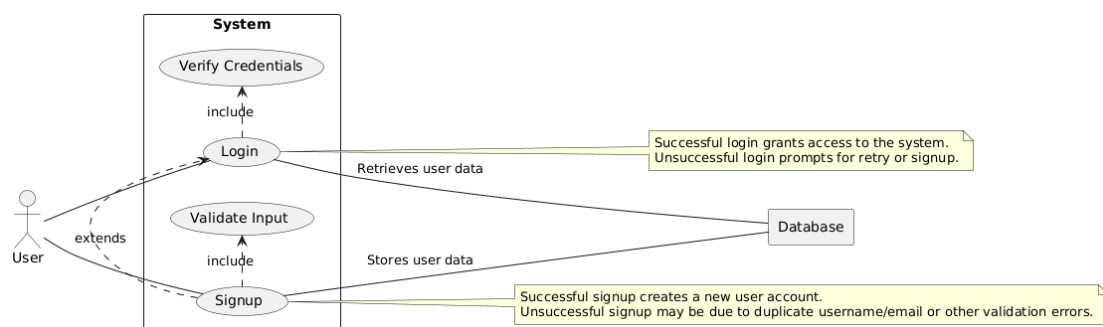 System
Verify Credentials
include
Login
Successful login grants access to the system.
Unsuccessful login prompts for retry or signup.
Retrieves user data
Validate Input
Database
extends
User
include
Stores user data
Signup
Successful signup creates a new user account.
Unsuccessful signup may be due to duplicate username/email or other validation errors.